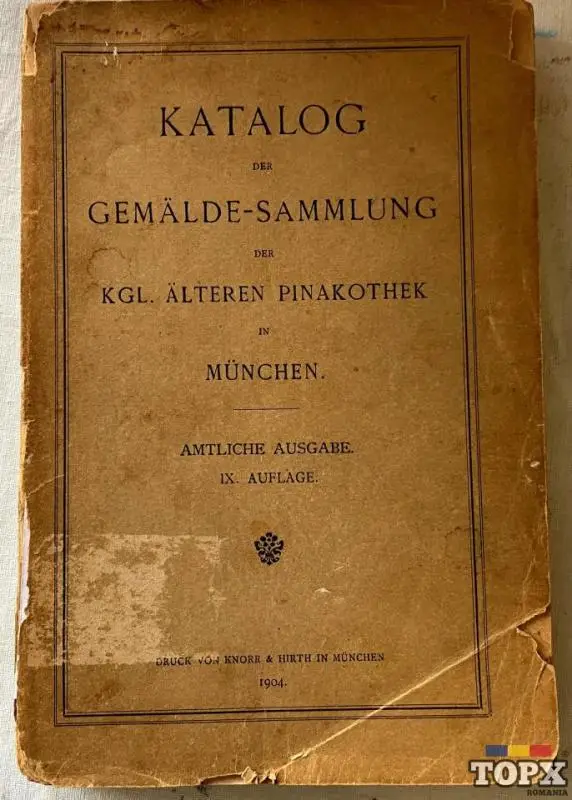 KATALOG
DER
GEMÄLDE-SAMMLUNG
DER
KGL. ÄLTEREN PINAKOTHEK
IN
MÜNCHEN.
AMTLICHE AUSGABE.
IX. AUFLAGE.
DRUCK VON KNORR & HIRTH IN MÜNCHEN
1904.
TOPX
ROMANIA